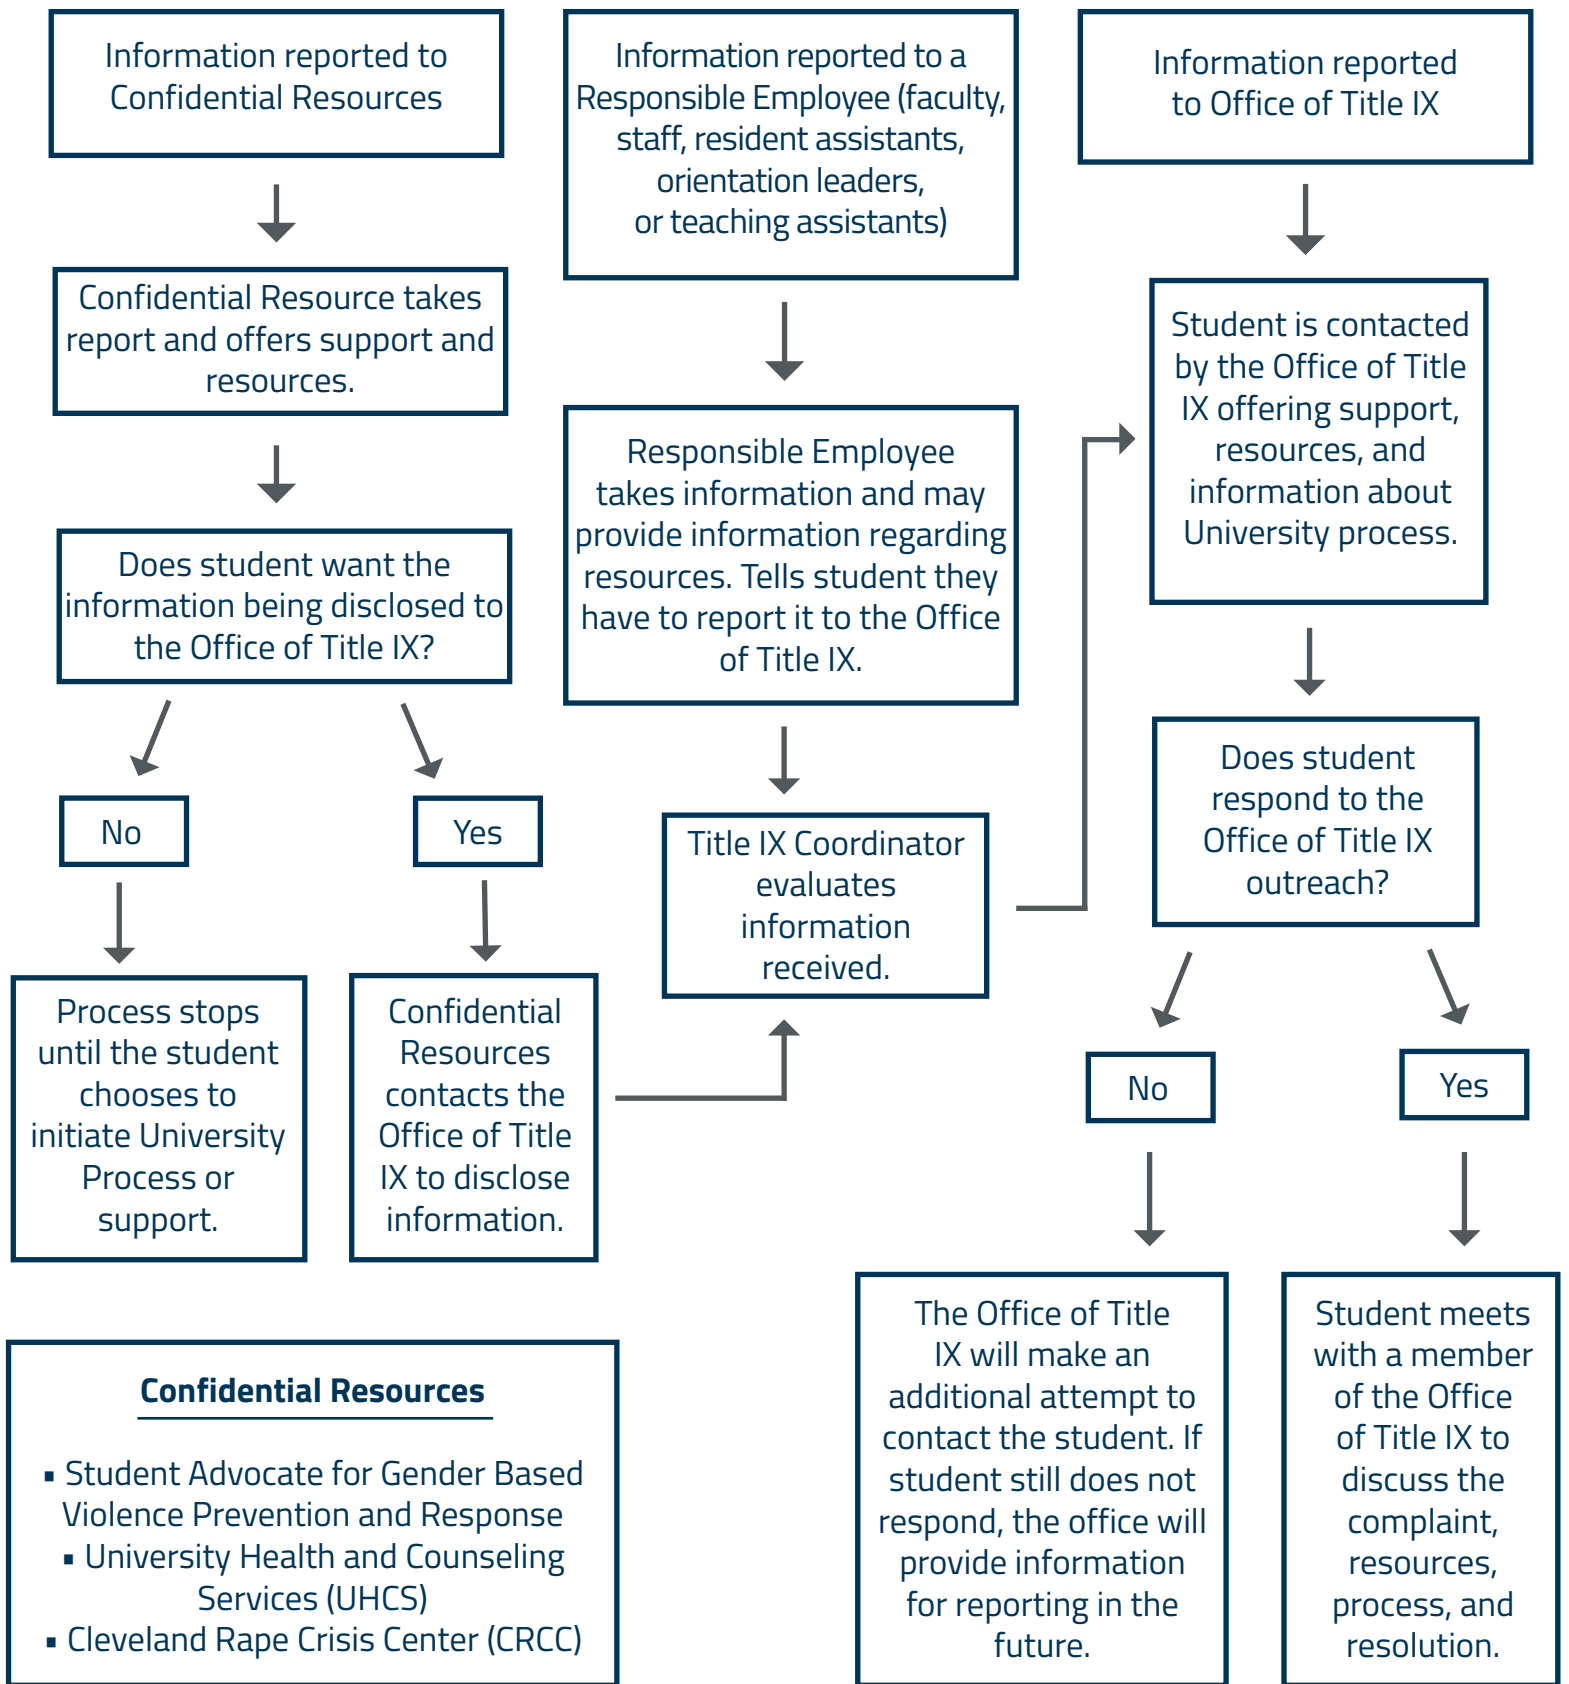 Information reported to
Confidential Resources
Information reported to a
Responsible Employee (faculty,
staff, resident assistants,
orientation leaders,
or teaching assistants)
Information reported
to Office of Title IX
Confidential Resource takes
report and offers support and
resources.
Student is contacted
by the Office of Title
IX offering support,
resources, and
information about
University process.
Responsible Employee
takes information and may
provide information regarding
resources. Tells student they
have to report it to the Office
of Title IX.
Does student want the
information being disclosed to
the Office of Title IX?
Does student
respond to the
Office of Title IX
outreach?
No
Yes
Title IX Coordinator
evaluates
information
received.
Process stops
until the student
chooses to
initiate University
Process or
support.
Confidential
Resources
contacts the
Office of Title
IX to disclose
information.
No
Yes
The Office of Title
IX will make an
additional attempt to
contact the student. If
student still does not
respond, the office will
provide information
for reporting in the
future.
Student meets
with a member
of the Office
of Title IX to
discuss the
complaint,
resources,
process, and
resolution.
Confidential Resources
▪ Student Advocate for Gender Based
Violence Prevention and Response
▪ University Health and Counseling
Services (UHCS)
▪ Cleveland Rape Crisis Center (CRCC)